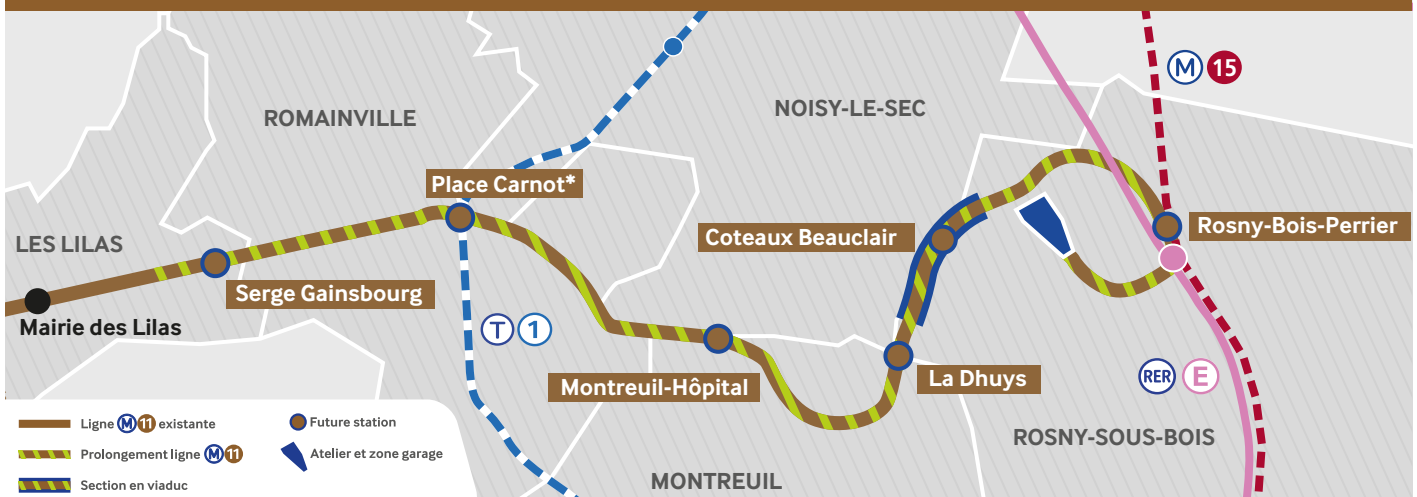 M 15
ROMAINVILLE
NOISY-LE-SEC
Place Carnot*
LES LILAS
Coteaux Beauclair
Rosny-Bois-Perrier
Serge Gainsbourg
Mairie des Lilas
T 1
Montreuil-Hôpital
La Dhuys
RER E
ROSNY-SOUS-BOIS
MONTREUIL
Ligne M 11 existante
Prolongement ligne M 11
Section en viaduc
Future station
Atelier et zone garage